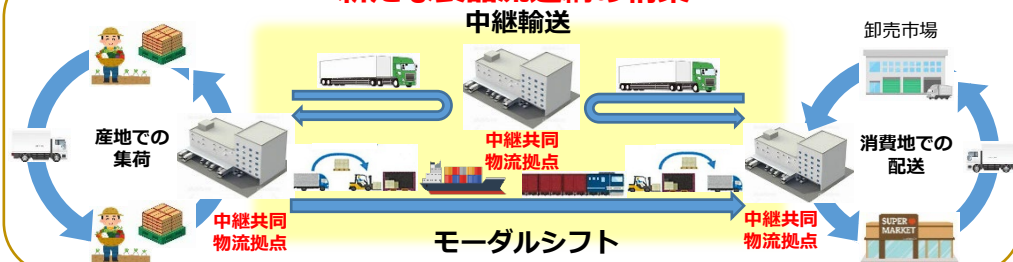 中継輸送
卸売市場
産地での
集荷
中継共同
物流拠点
消費地での
配送
中継共同
物流拠点
モーダルシフト
中継共同
物流拠点
SUPER
MARKET